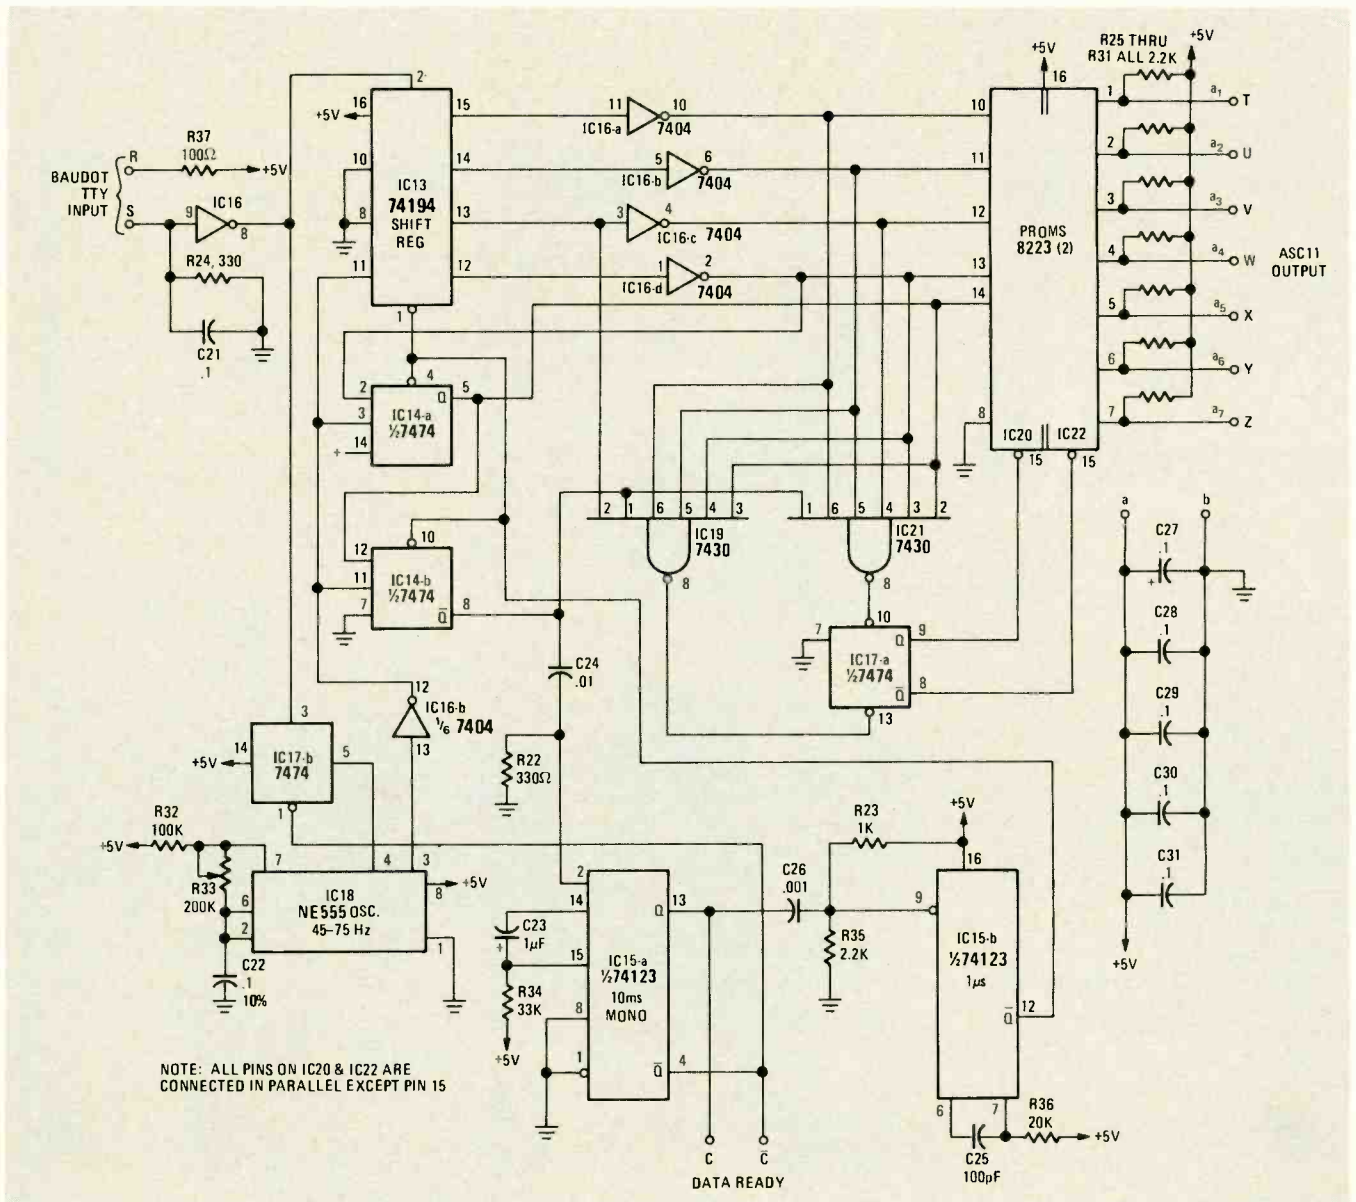 +5V
R25 THRU
R31 ALL 2.2K
+5V
2
16
+5V
15
11
10
IC16-a
7404
10
16
1
a1
T
R37
100Ω
+5V
BAUDOT
TTY
INPUT
R
S
10
14
5
6
IC16-b
7404
11
2
a2
U
IC16
9
8
IC13
74194
SHIFT
REG
8
13
3
4
IC16-c
7404
12
3
a3
V
PROMS
8223 (2)
R24, 330
11
12
1
2
IC16-d
7404
13
4
a4
W
ASC11
OUTPUT
14
5
a5
X
C21
.1
1
6
a6
Y
4
2
Q
5
3
IC14-a
½7474
14
+
8
7
a7
Z
IC20
IC22
15
15
10
12
11
IC14-b
½7474
7
Q̅
8
2
1
6
5
4
3
IC19
7430
8
1
6
5
4
3
2
IC21
7430
8
a
b
C27
.1
+
C28
.1
C29
.1
C30
.1
C31
.1
+5V
10
7
Q
9
IC17-a
½7474
Q̅
8
13
C24
.01
12
IC16-b
⅙ 7404
13
R22
330Ω
3
14
+5V
IC17-b
7474
5
1
R32
100K
+5V
R33
200K
7
4
3
+5V
8
6
2
IC18
NE555 OSC.
45–75 Hz
1
C22
.1
10%
2
14
C23
1µF
+
15
R34
33K
+5V
8
1
IC15-a
½74123
10ms
MONO
Q
13
Q̅
4
C26
.001
R23
1K
+5V
16
9
R35
2.2K
IC15-b
½74123
1µs
Q̅
12
6
7
C25
100pF
R36
20K
+5V
C
C̅
DATA READY
NOTE: ALL PINS ON IC20 & IC22 ARE
CONNECTED IN PARALLEL EXCEPT PIN 15